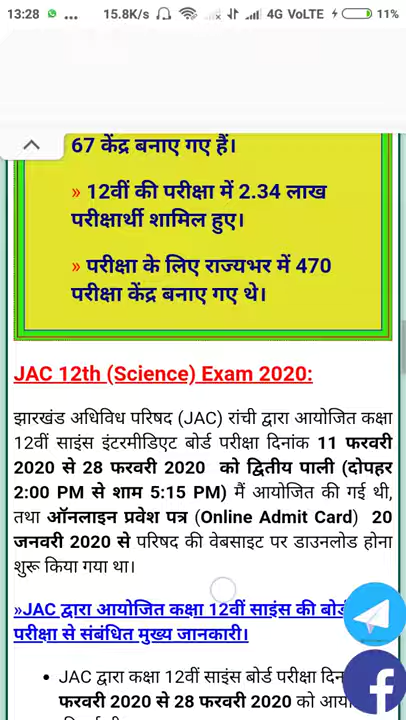 13:28 ... 15.8K/s 4G VoLTE 11%
67 केंद्र बनाए गए हैं।
» 12वीं की परीक्षा में 2.34 लाख
परीक्षार्थी शामिल हुए।
» परीक्षा के लिए राज्यभर में 470
परीक्षा केंद्र बनाए गए थे।
JAC 12th (Science) Exam 2020:
झारखंड अधिविध परिषद (JAC) रांची द्वारा आयोजित कक्षा
12वीं साइंस इंटरमीडिएट बोर्ड परीक्षा दिनांक 11 फरवरी
2020 से 28 फरवरी 2020 को द्वितीय पाली (दोपहर
2:00 PM से शाम 5:15 PM) मैं आयोजित की गई थी,
तथा ऑनलाइन प्रवेश पत्र (Online Admit Card) 20
जनवरी 2020 से परिषद की वेबसाइट पर डाउनलोड होना
शुरू किया गया था।
»JAC द्वारा आयोजित कक्षा 12वीं साइंस की बोर्ड
परीक्षा से संबंधित मुख्य जानकारी।
• JAC द्वारा कक्षा 12वीं साइंस बोर्ड परीक्षा
फरवरी 2020 से 28 फरवरी 2020 को